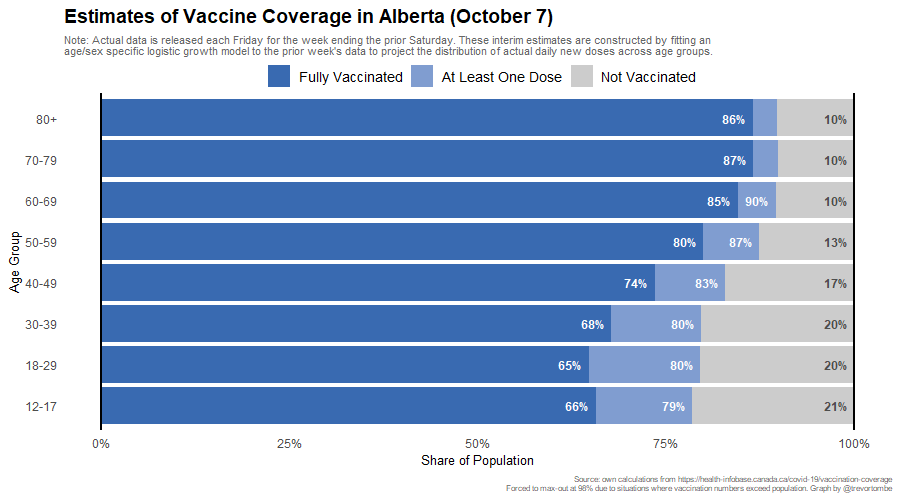 Estimates of Vaccine Coverage in Alberta (October 7)
Note: Actual data is released each Friday for the week ending the prior Saturday. These interim estimates are constructed by fitting an
age/sex specific logistic growth model to the prior week's data to project the distribution of actual daily new doses across age groups.
Fully Vaccinated At Least One Dose Not Vaccinated
Age Group
80+ 86% 10%
70-79 87% 10%
60-69 85% 90% 10%
50-59 80% 87% 13%
40-49 74% 83% 17%
30-39 68% 80% 20%
18-29 65% 80% 20%
12-17 66% 79% 21%
0% 25% 50% 75% 100%
Share of Population
Source: own calculations from https://health-infobase.canada.ca/covid-19/vaccination-coverage
Forced to max-out at 98% due to situations where vaccination numbers exceed population. Graph by @trevortombe